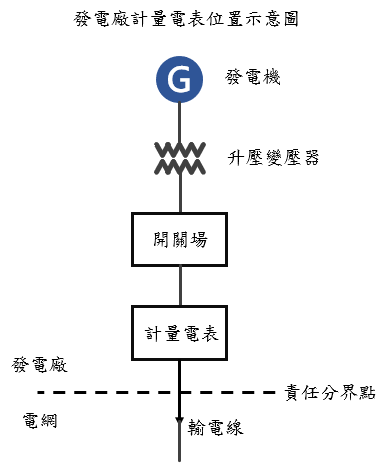 發電廠計量電表位置示意圖
G
發電機
升壓變壓器
開關場
計量電表
發電廠
責任分界點
電網
輸電線